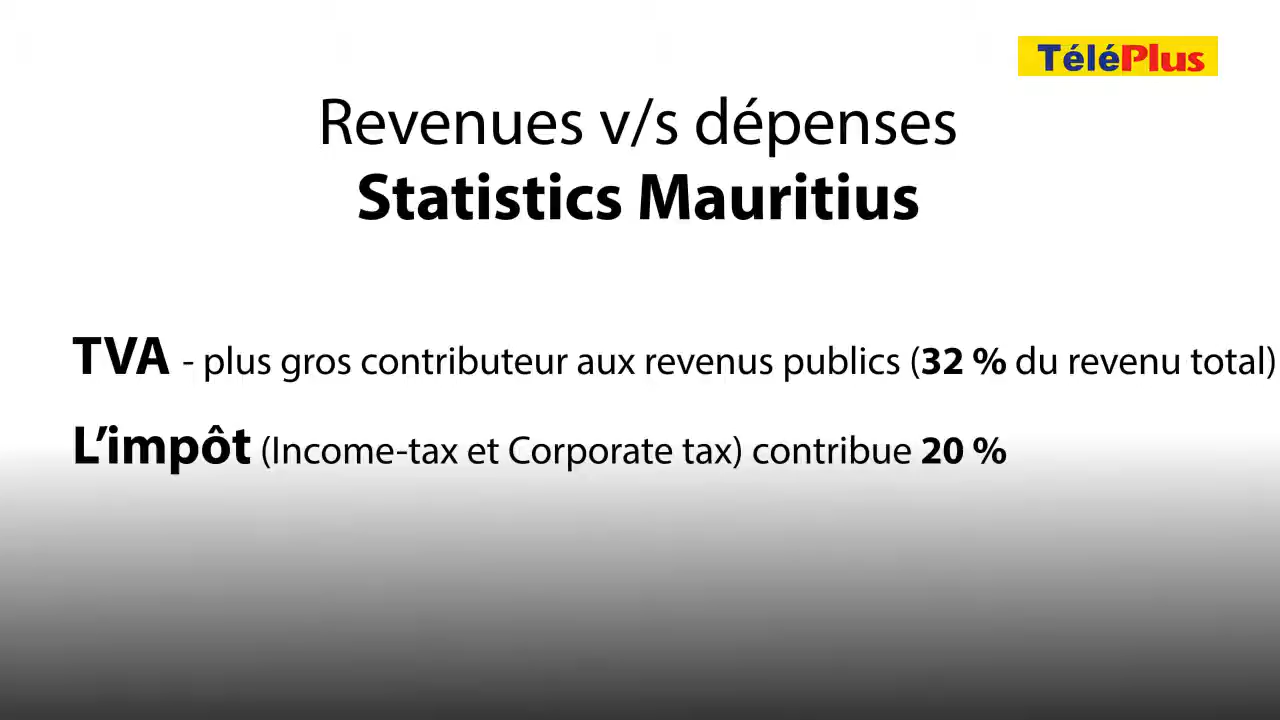 TéléPlus
Revenues v/s dépenses
Statistics Mauritius
TVA - plus gros contributeur aux revenus publics (32 % du revenu total)
L’impôt (Income-tax et Corporate tax) contribue 20 %